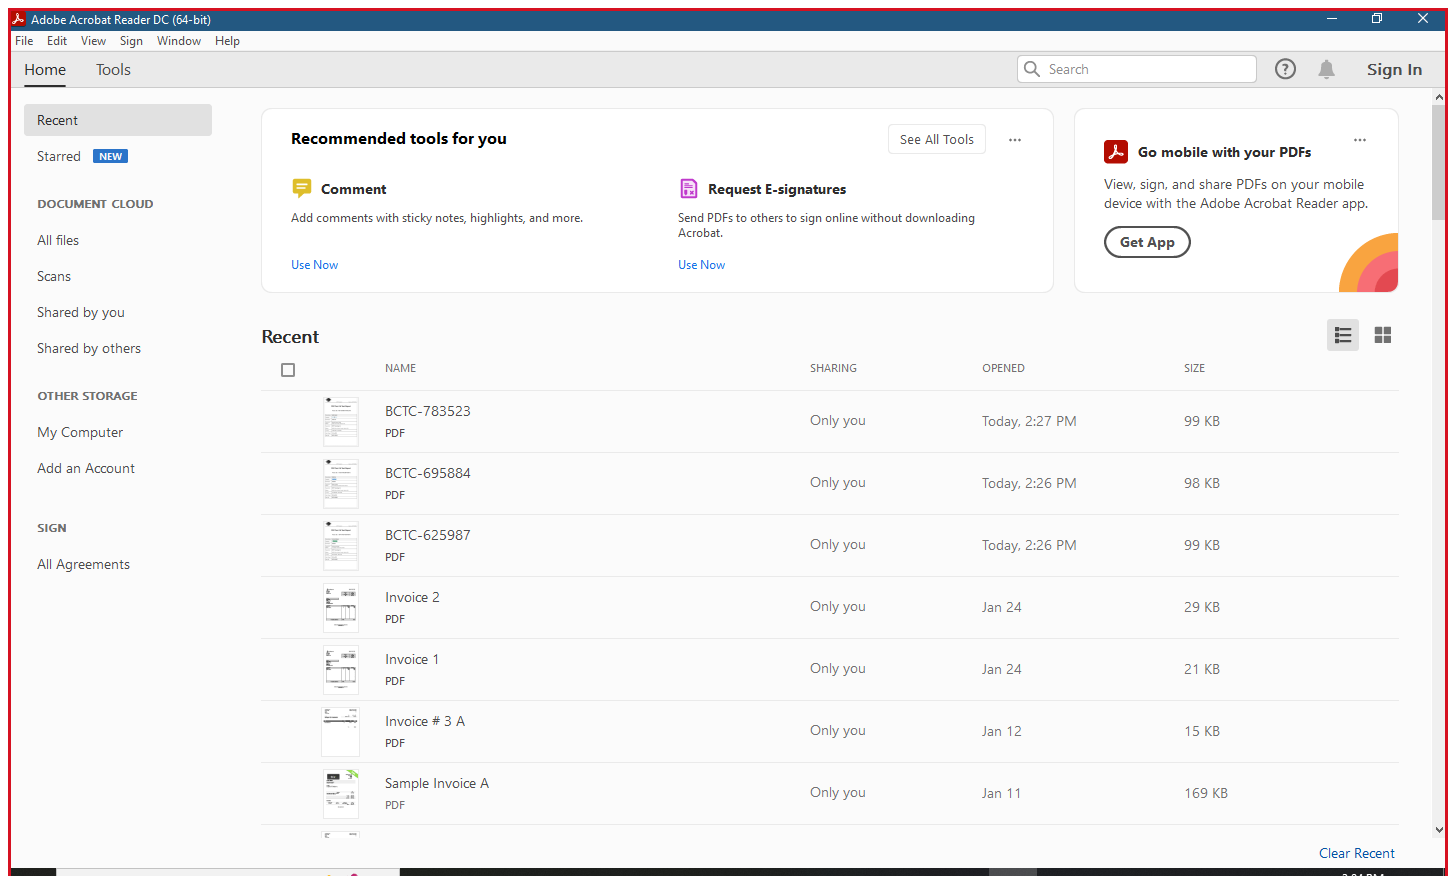 Adobe Acrobat Reader DC (64-bit)
File Edit View Sign Window Help
Home Tools Search ? Sign In
Recent
Starred NEW
DOCUMENT CLOUD
All files
Scans
Shared by you
Shared by others
OTHER STORAGE
My Computer
Add an Account
SIGN
All Agreements
Recommended tools for you
See All Tools
Comment
Add comments with sticky notes, highlights, and more.
Use Now
Request E-signatures
Send PDFs to others to sign online without downloading
Acrobat.
Use Now
Go mobile with your PDFs
View, sign, and share PDFs on your mobile
device with the Adobe Acrobat Reader app.
Get App
Recent
NAME SHARING OPENED SIZE
BCTC-783523
PDF
Only you Today, 2:27 PM 99 KB
BCTC-695884
PDF
Only you Today, 2:26 PM 98 KB
BCTC-625987
PDF
Only you Today, 2:26 PM 99 KB
Invoice 2
PDF
Only you Jan 24 29 KB
Invoice 1
PDF
Only you Jan 24 21 KB
Invoice # 3 A
PDF
Only you Jan 12 15 KB
Sample Invoice A
PDF
Only you Jan 11 169 KB
Clear Recent